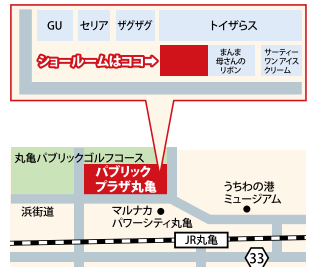 GU
セリア
ザグザグ
トイザらス
ショールームはココ→
まんま
母さんの
リボン
サーティー
ワン アイス
クリーム
丸亀パブリックゴルフコース
パブリック
プラザ丸亀
うちわの港
ミュージアム
浜街道
マルナカ
パワーシティ丸亀
JR丸亀
33